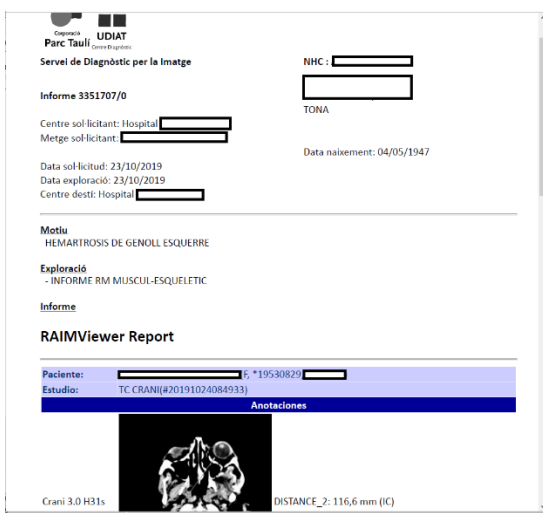 Corporació
Parc Taulí
UDIAT
Centre Diagnòstic
Servei de Diagnòstic per la Imatge
NHC :
Informe 3351707/0
TONA
Centre sol·licitant: Hospital
Metge sol·licitant:
Data naixement: 04/05/1947
Data sol·licitud: 23/10/2019
Data exploració: 23/10/2019
Centre destí: Hospital
Motiu
HEMARTROSIS DE GENOLL ESQUERRE
Exploració
- INFORME RM MUSCUL-ESQUELETIC
Informe
RAIMViewer Report
Paciente: F, *19530829
Estudio: TC CRANI(#20191024084933)
Anotaciones
Crani 3.0 H31s DISTANCE_2: 116,6 mm (IC)